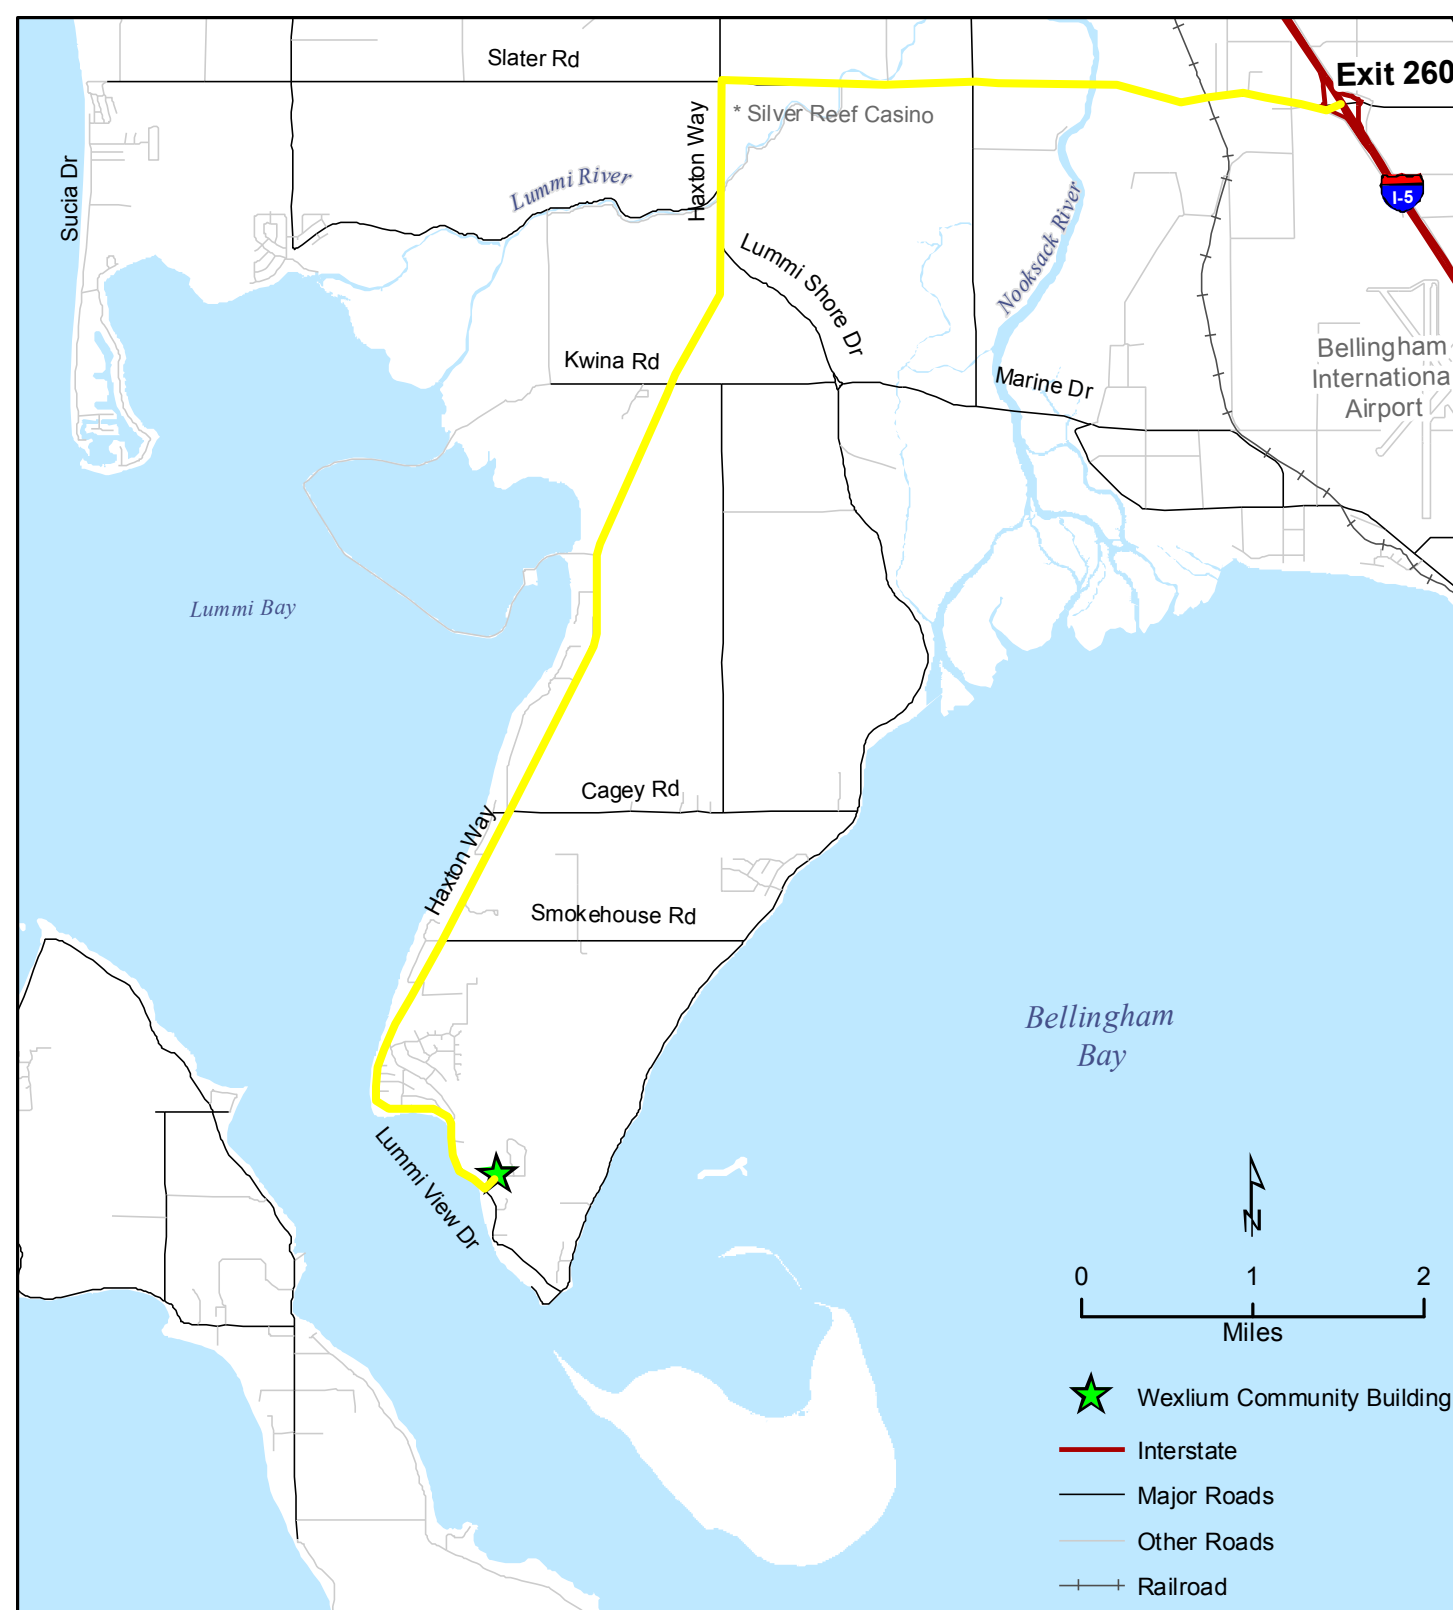 Slater Rd
Exit 260
* Silver Reef Casino
Haxton Way
Sucia Dr
Lummi River
I-5
Nooksack River
Lummi Shore Dr
Kwina Rd
Marine Dr
Bellingham
Internationa
Airport
Lummi Bay
Cagey Rd
Haxton Way
Smokehouse Rd
Bellingham
Bay
Lummi View Dr
N
0 1 2
Miles
Wexlium Community Building
Interstate
Major Roads
Other Roads
Railroad